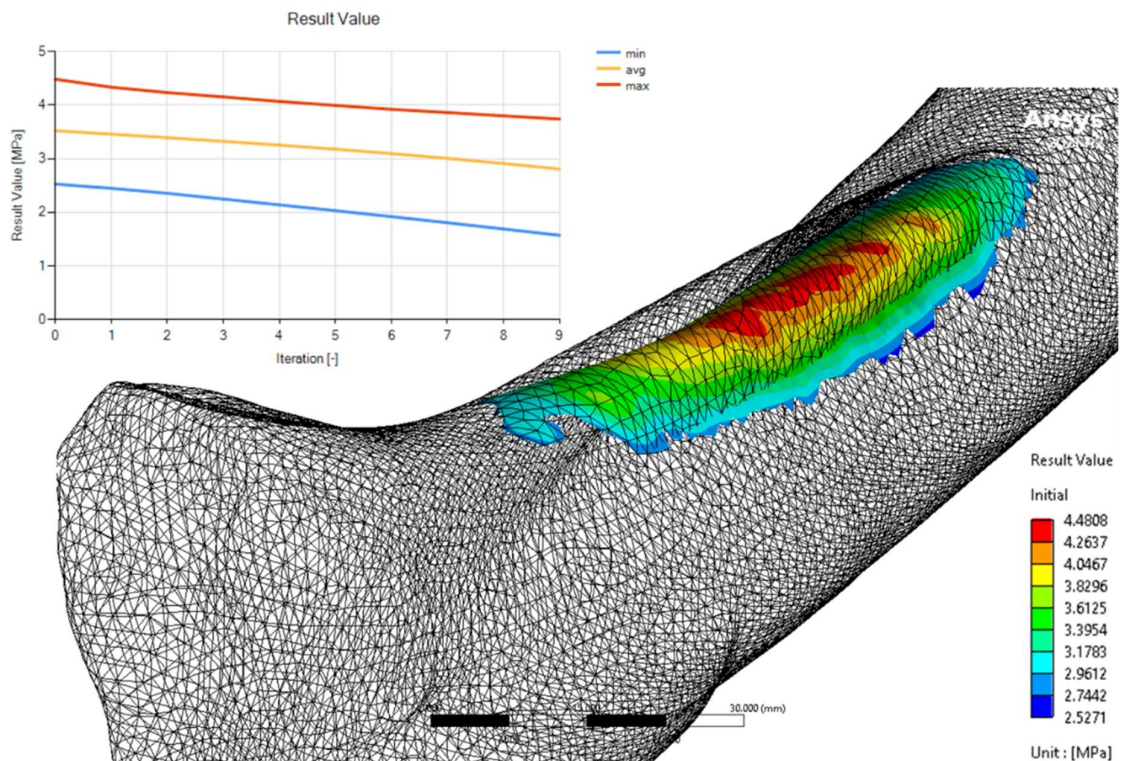 Result Value
min
avg
max
5
4
3
2
1
0
Result Value [MPa]
0 1 2 3 4 5 6 7 8 9
Iteration [-]
Ansys
Result Value
Initial
4.4808
4.2637
4.0467
3.8296
3.6125
3.3954
3.1783
2.9612
2.7442
2.5271
Unit : [MPa]
30.000 (mm)